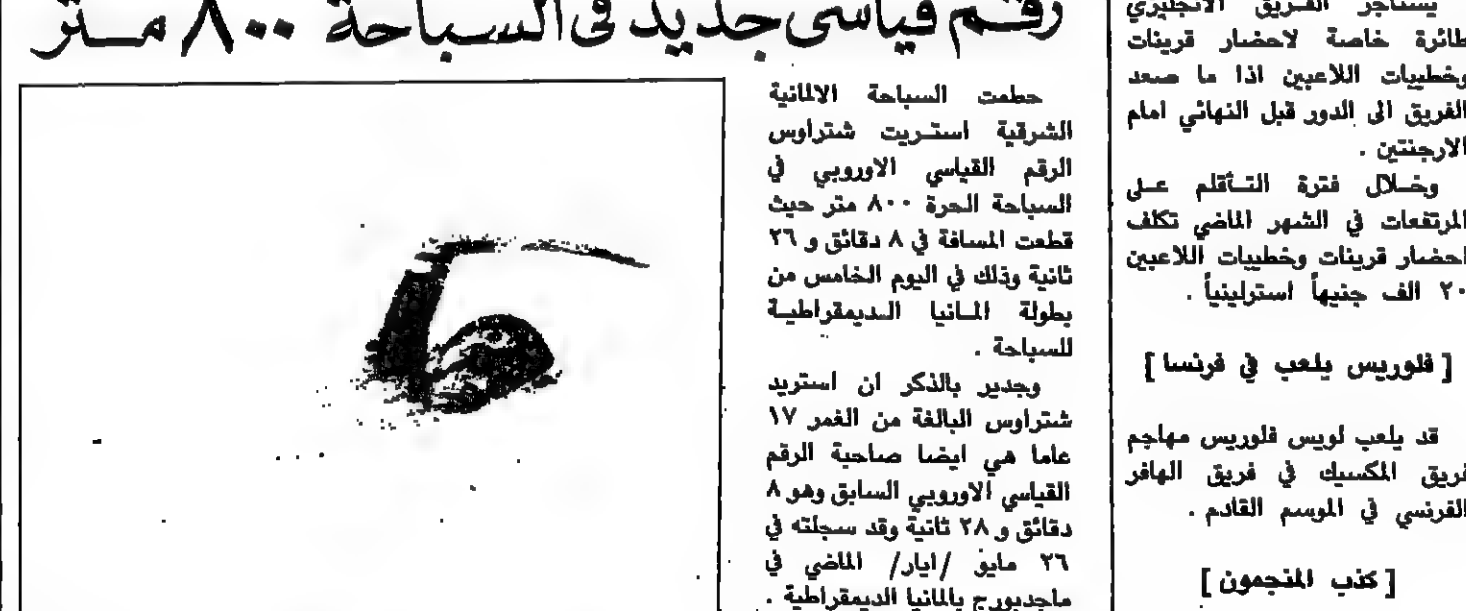 رقم قياسى جديد فى السباحة ٨٠٠ متر
حطمت السباحة الالمانية
الشرقية استريت شتراوس
الرقم القياسي الاوروبي في
السباحة الحرة ٨٠٠ متر حيث
قطعت المسافة في ٨ دقائق و ٢٦
ثانية وذلك في اليوم الخامس من
بطولة المانيا الديمقراطية
للسباحة .
وجدير بالذكر ان استريد
شتراوس البالغة من الغمر ١٧
عاما هي ايضا صاحبة الرقم
القياسي الاوروبي السابق وهو ٨
دقائق و ٢٨ ثانية وقد سجلته في
٢٦ مايو /ايار/ الماضي في
ماجديبورج بالمانيا الديمقراطية .
يستأجر الفريق الانجليزي
طائرة خاصة لاحضار قرينات
وخطيبات اللاعبين اذا ما صعد
الفريق الى الدور قبل النهائي امام
الارجنتين .
وخلال فترة التأقلم على
المرتفعات في الشهر الماضي تكلف
احضار قرينات وخطيبات اللاعبين
٢٠ الف جنيهاً استرلينياً .
[ فلوريس يلعب في فرنسا ]
قد يلعب لويس فلوريس مهاجم
فريق المكسيك في فريق الهافر
الفرنسي في الموسم القادم .
[ كذب المنجمون ]